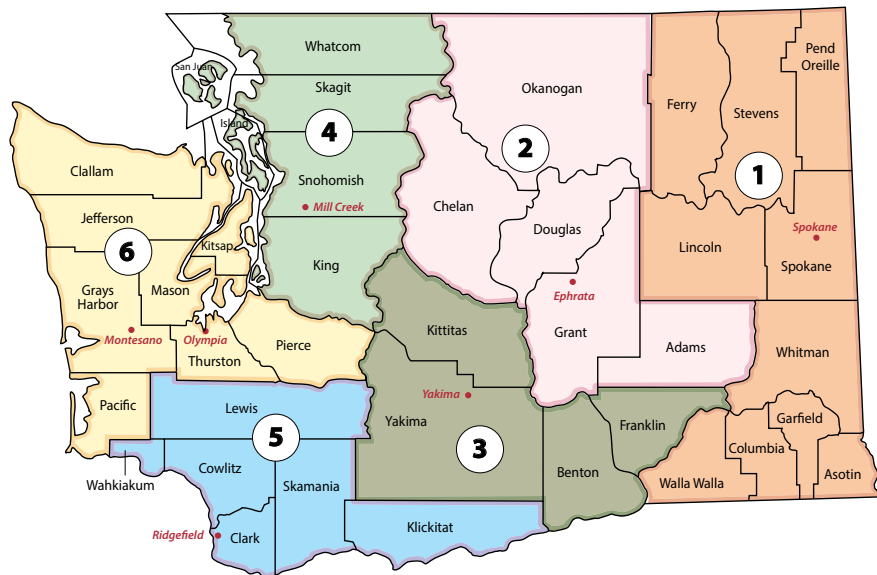 Whatcom
San Juan
Skagit
Island
4
Snohomish
Mill Creek
King
Okanogan
2
Chelan
Douglas
Ephrata
Grant
Adams
Ferry
Stevens
Pend
Oreille
1
Lincoln
Spokane
Spokane
Whitman
Garfield
Columbia
Walla Walla
Asotin
Clallam
Jefferson
6
Kitsap
Grays
Harbor
Mason
Montesano
Olympia
Thurston
Pierce
Pacific
Kittitas
Yakima
Yakima
3
Franklin
Benton
Lewis
5
Cowlitz
Wahkiakum
Skamania
Ridgefield
Clark
Klickitat